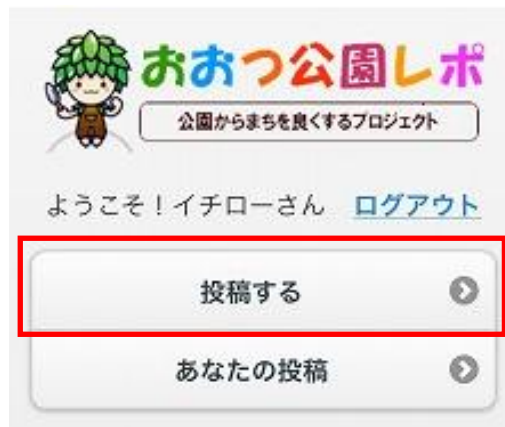 おおつ公園レポ
公園からまちを良くするプロジェクト
ようこそ！イチローさん ログアウト
投稿する
あなたの投稿